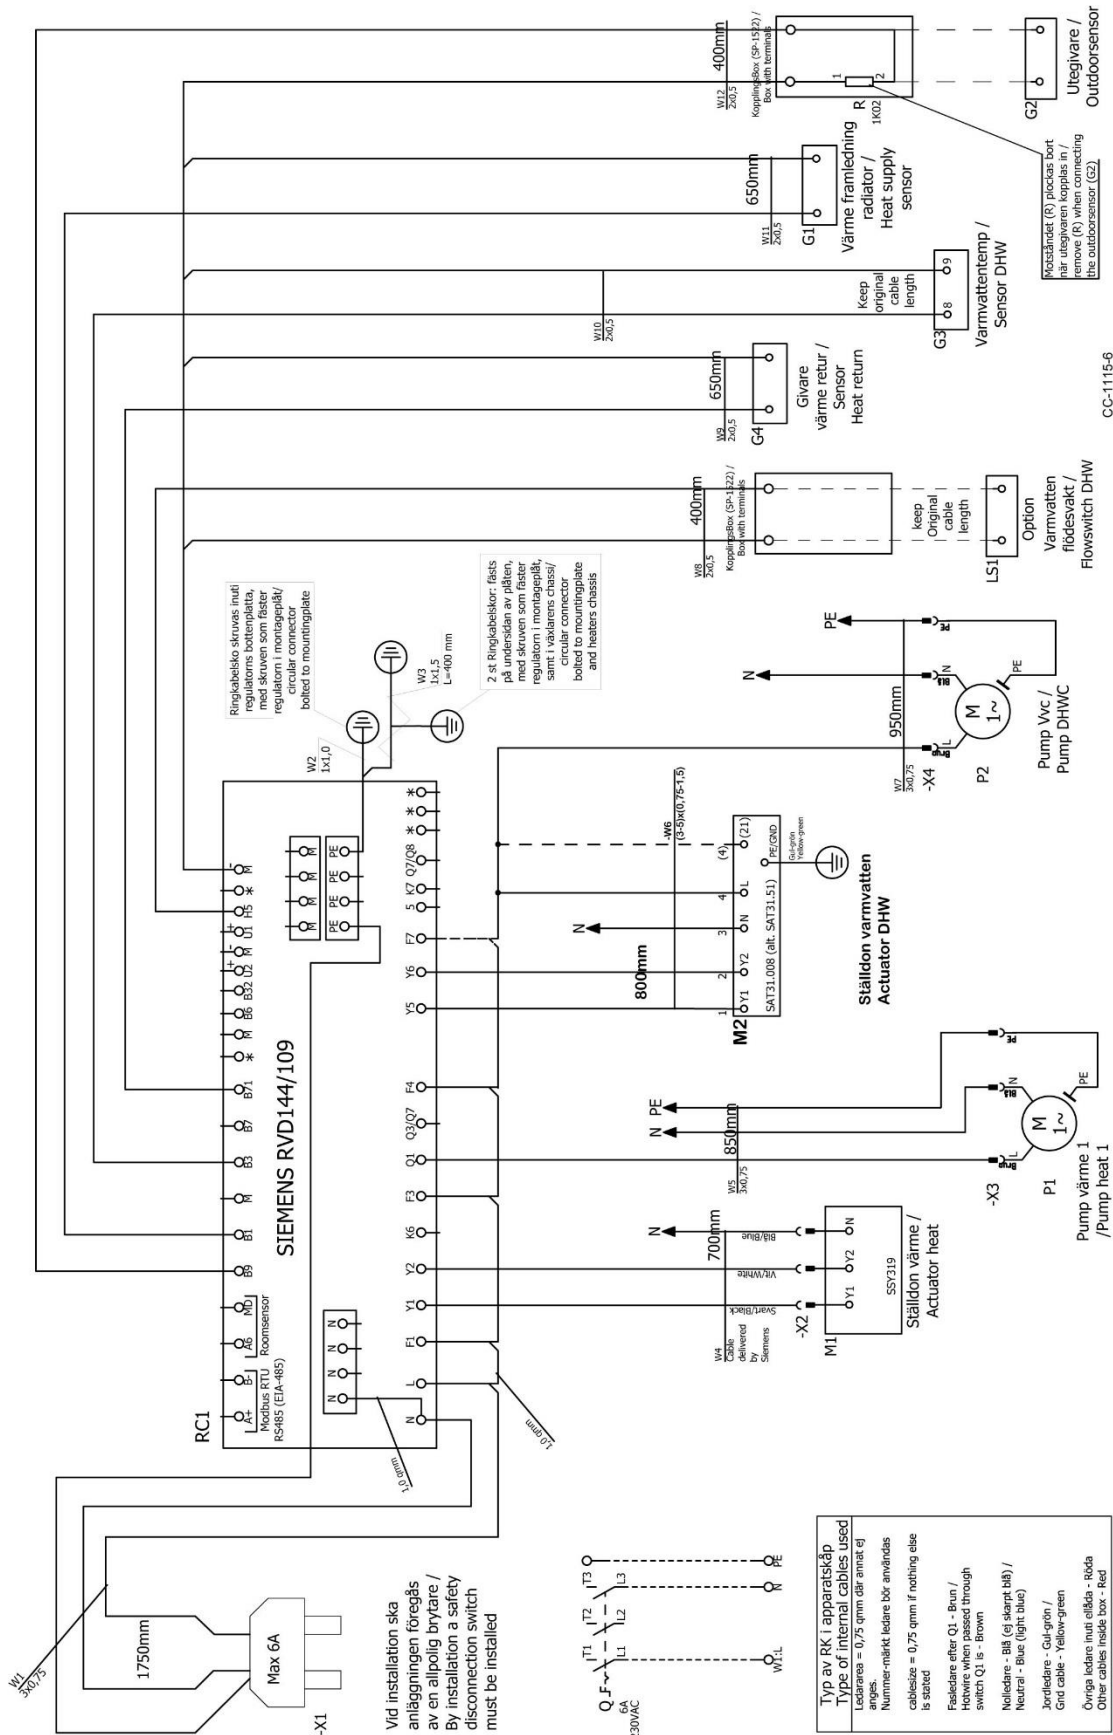 W1
3x0,75
1750mm
Max 6A
-X1
Vid installation ska
anläggningen föregås
av en allpolig brytare /
By installation a safety
disconnection switch
must be installed
Q
6A
230VAC
T1
T2
T3
L1
L2
L3
W1:L
N
PE
Typ av RK i apparatskåp
Type of internal cables used
Ledararea = 0,75 qmm där annat ej
anges.
Nummer-märkt ledare bör användas
cablesize = 0,75 qmm if nothing else
is stated
Fasledare efter Q1 - Brun /
Hotwire when passed through
switch Q1 is - Brown
Nolledare - Blå (ej skarpt blå) /
Neutral - Blue (light blue)
Jordledare - Gul-grön /
Gnd cable - Yellow-green
Övriga ledare inuti ellåda - Röda
Other cables inside box - Red
RC1
SIEMENS RVD144/109
A+
B-
Modbus RTU
RS485 (EIA-485)
A6
MD
Roomsensor
B9
B1
M
B3
B7
B71
*
M
B6
B32
U2
+
M
-
U1
+
H5
*
M
-
N
N
N
N
M
M
M
M
PE
PE
PE
PE
N
L
F1
Y1
Y2
K6
F3
Q1
Q3/Q7
F4
Y5
Y6
F7
5
K7
Q7/Q8
*
*
*
1,0 qmm
1,0 qmm
Ringkabelsko skruvas inuti
regulatorns bottenplatta,
med skruven som fäster
regulatorn i montageplåt/
circular connector
bolted to mountingplate
W2
1x1,0
W3
1x1,5
L=400 mm
2 st Ringkabelskor: fästs
på undersidan av plåten,
med skruven som fäster
regulatorn i montageplåt,
samt i växlarens chassi/
circular connector
bolted to mountingplate
and heaters chassis
W4
Cable
delivered
by
Siemens
700mm
N
Svart/Black
Vit/White
Blå/Blue
-X2
Y1
Y2
N
SSY319
M1
Ställdon värme /
Actuator heat
W5
3x0,75
850mm
N
PE
-X3
Brun
Blå
PE
L
N
PE
M
1~
P1
Pump värme 1
/Pump heat 1
-W6
(3-5)x(0,75-1,5)
800mm
N
1
2
3
4
(4)
Y1
Y2
N
L
(21)
PE/GND
Gul-grön
Yellow-green
SAT31.008 (alt. SAT31.51)
M2
Ställdon varmvatten
Actuator DHW
W7
3x0,75
950mm
N
PE
-X4
Brun
Blå
PE
L
N
PE
M
1~
P2
Pump Vvc /
Pump DHWC
W8
2x0,5
400mm
KopplingsBox (SP-1522) /
Box with terminals
keep
Original
cable
length
LS1
Option
Varmvatten
flödesvakt /
Flowswitch DHW
W9
2x0,5
650mm
G4
Givare
värme retur /
Sensor
Heat return
W10
2x0,5
Keep
original
cable
length
8
9
G3
Varmvattentemp /
Sensor DHW
W11
2x0,5
650mm
G1
Värme framledning
radiator /
Heat supply
sensor
W12
2x0,5
400mm
KopplingsBox (SP-1522) /
Box with terminals
1
2
R
1K02
G2
Utegivare /
Outdoorsensor
Motståndet (R) plockas bort
när utegivaren kopplas in /
remove (R) when connecting
the outdoorsensor (G2)
CC-1115-6